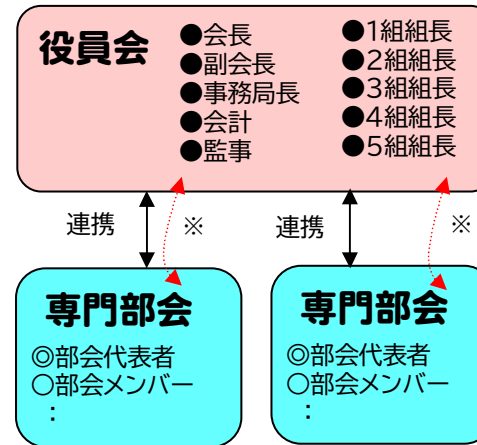 役員会
●会長
●副会長
●事務局長
●会計
●監事
●1組組長
●2組組長
●3組組長
●4組組長
●5組組長
連携
※
連携
※
専門部会
◎部会代表者
○部会メンバー
：
専門部会
◎部会代表者
○部会メンバー
：